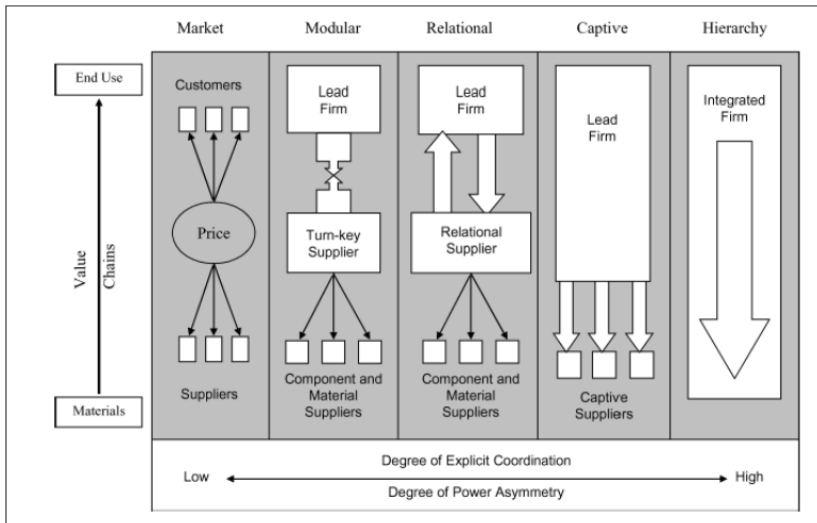 Market
Modular
Relational
Captive
Hierarchy
End Use
Value
Chains
Materials
Customers
Price
Suppliers
Lead
Firm
Turn-key
Supplier
Component and
Material
Suppliers
Lead
Firm
Relational
Supplier
Component and
Material
Suppliers
Lead
Firm
Captive
Suppliers
Integrated
Firm
Degree of Explicit Coordination
Low
High
Degree of Power Asymmetry